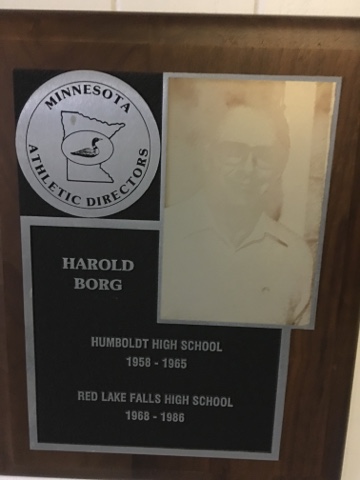 MINNESOTA
ATHLETIC DIRECTORS
HAROLD
BORG
HUMBOLDT HIGH SCHOOL
1958 - 1965
RED LAKE FALLS HIGH SCHOOL
1968 - 1986